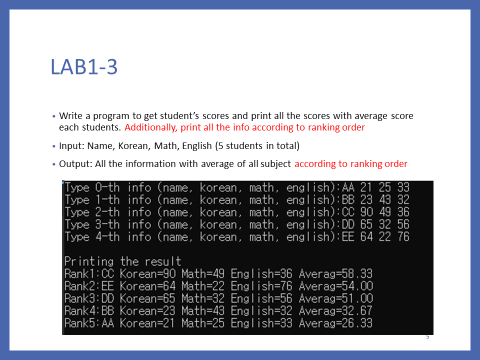 LAB1-3
• Write a program to get student's scores and print all the scores with average score
each students. Additionally, print all the info according to ranking order
• Input: Name, Korean, Math, English (5 students in total)
• Output: All the information with average of all subject according to ranking order
Type 0-th info (name, korean, math, english):AA 21 25 33
Type 1-th info (name, korean, math, english):BB 23 43 32
Type 2-th info (name, korean, math, english):CC 90 49 36
Type 3-th info (name, korean, math, english):DD 65 32 56
Type 4-th info (name, korean, math, english):EE 64 22 76
Printing the result
Rank1:CC Korean=90 Math=49 English=36 Averag=58.33
Rank2:EE Korean=64 Math=22 English=76 Averag=54.00
Rank3:DD Korean=65 Math=32 English=56 Averag=51.00
Rank4:BB Korean=23 Math=43 English=32 Averag=32.67
Rank5:AA Korean=21 Math=25 English=33 Averag=26.33